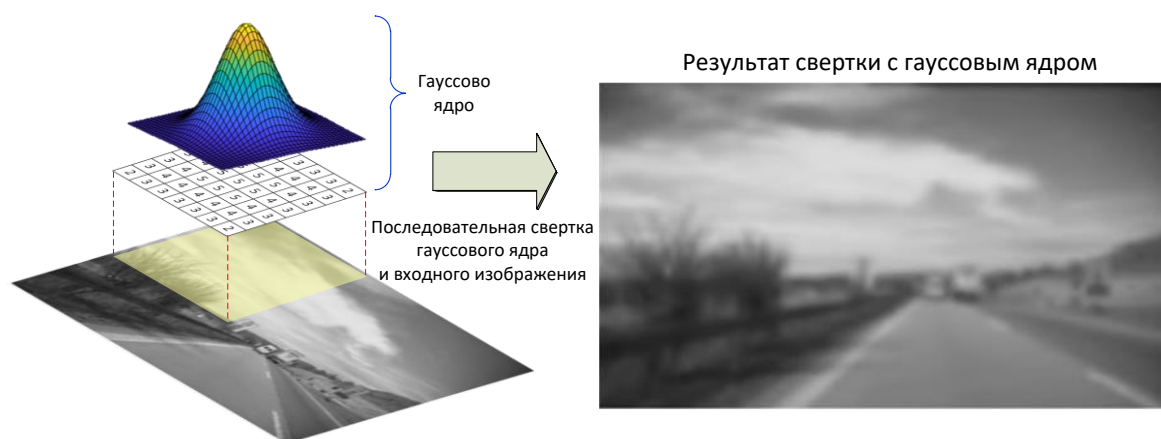 Гауссово
ядро
Последовательная свертка
гауссового ядра
и входного изображения
Результат свертки с гауссовым ядром